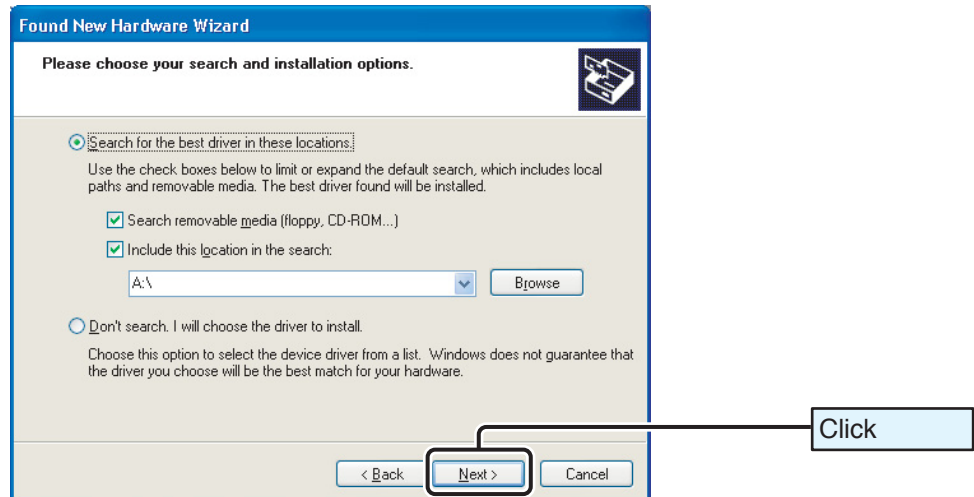 Found New Hardware Wizard
Please choose your search and installation options.
Search for the best driver in these locations.
Use the check boxes below to limit or expand the default search, which includes local
paths and removable media. The best driver found will be installed.
Search removable media (floppy, CD-ROM...)
Include this location in the search:
A:\
Browse
Don't search. I will choose the driver to install.
Choose this option to select the device driver from a list. Windows does not guarantee that
the driver you choose will be the best match for your hardware.
Click
< Back
Next >
Cancel